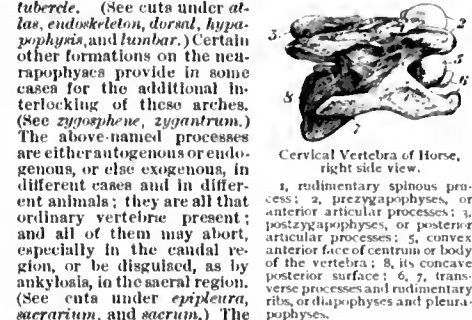 tubercle. (See cuts under at-
las, endoskeleton, dorsal, hypa-
pophysis, and lumbar.) Certain
other formations on the neu-
rapophyses provide in some
cases for the additional in-
terlocking of these arches.
(See zygosphene, zygantrum.)
The above-named processes
are either autogenous or endo-
genous, or else exogenous, in
different cases and in differ-
ent animals; they are all that
ordinary vertebræ present;
and all of them may abort,
especially in the caudal re-
gion, or be disguised, as by
ankylosis, in the sacral region.
(See cuts under epipleura,
sacrarium, and sacrum.) The
3
2
6
5
8
7
Cervical Vertebra of Horse,
right side view.
1, rudimentary spinous pro-
cess; 2, prezygapophyses, or
anterior articular processes; 3,
postzygapophyses, or posterior
articular processes; 5, convex
anterior face of centrum or body
of the vertebra; 8, its concave
posterior surface; 6, 7, trans-
verse processes and rudimentary
ribs, or diapophyses and pleura-
pophyses.